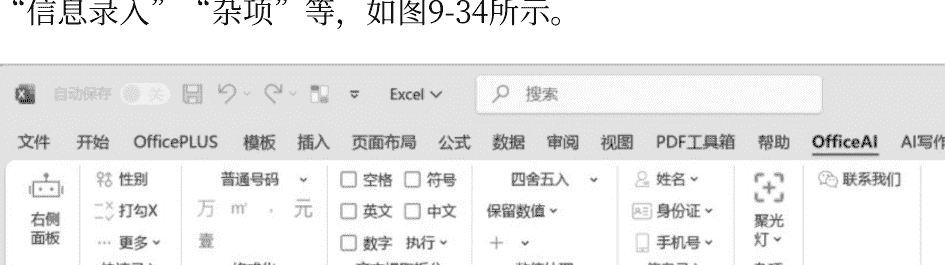 “信息录入”“杂项”等，如图9-34所示。
自动保存 关 Excel 搜索
文件 开始 OfficePLUS 模板 插入 页面布局 公式 数据 审阅 视图 PDF工具箱 帮助 OfficeAI AI写作
性别 普通号码 空格 符号 四舍五入 姓名 联系我们
右侧面板 打勾X 万 m² , 元 英文 中文 保留数值 身份证 聚光灯
... 更多 壹 数字 执行 + 手机号